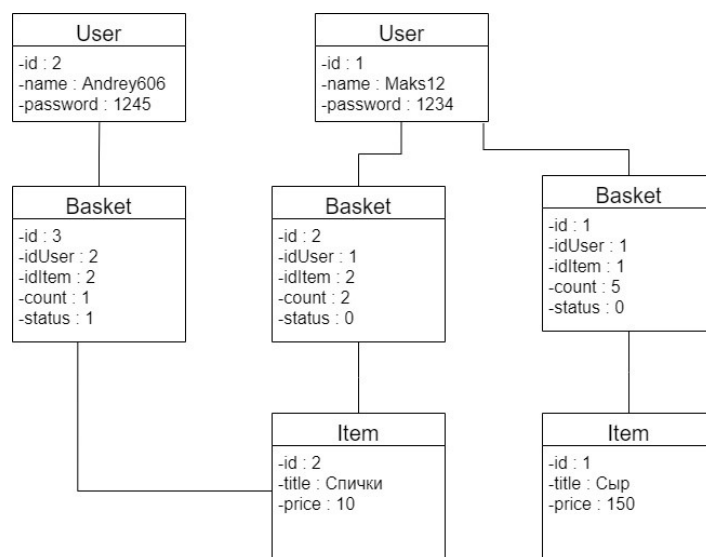 User
-id : 2
-name : Andrey606
-password : 1245
User
-id : 1
-name : Maks12
-password : 1234
Basket
-id : 3
-idUser : 2
-idItem : 2
-count : 1
-status : 1
Basket
-id : 2
-idUser : 1
-idItem : 2
-count : 2
-status : 0
Basket
-id : 1
-idUser : 1
-idItem : 1
-count : 5
-status : 0
Item
-id : 2
-title : Спички
-price : 10
Item
-id : 1
-title : Сыр
-price : 150